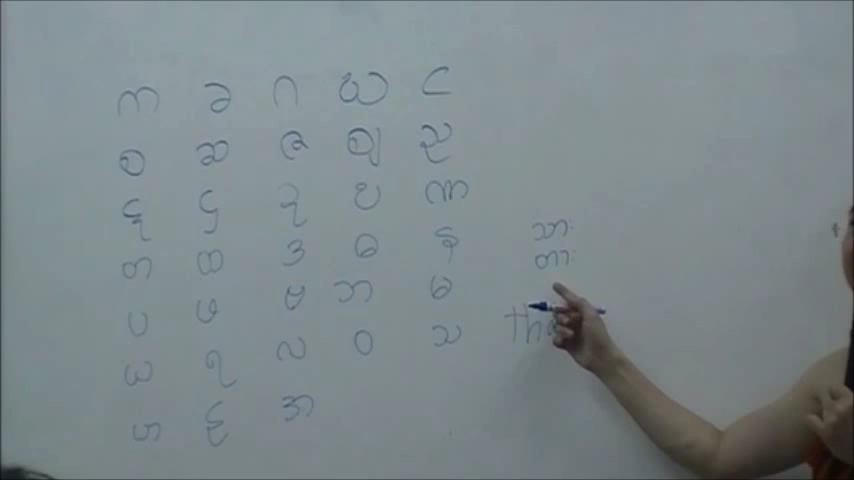 က ခ ဂ ဃ င
စ ဆ ဇ ဈ ည
ဋ ဌ ဍ ဎ ဏ
တ ထ ဒ ဓ န
ပ ဖ ဗ ဘ မ
ယ ရ လ ဝ သ
ဟ ဠ အ
သား
တား